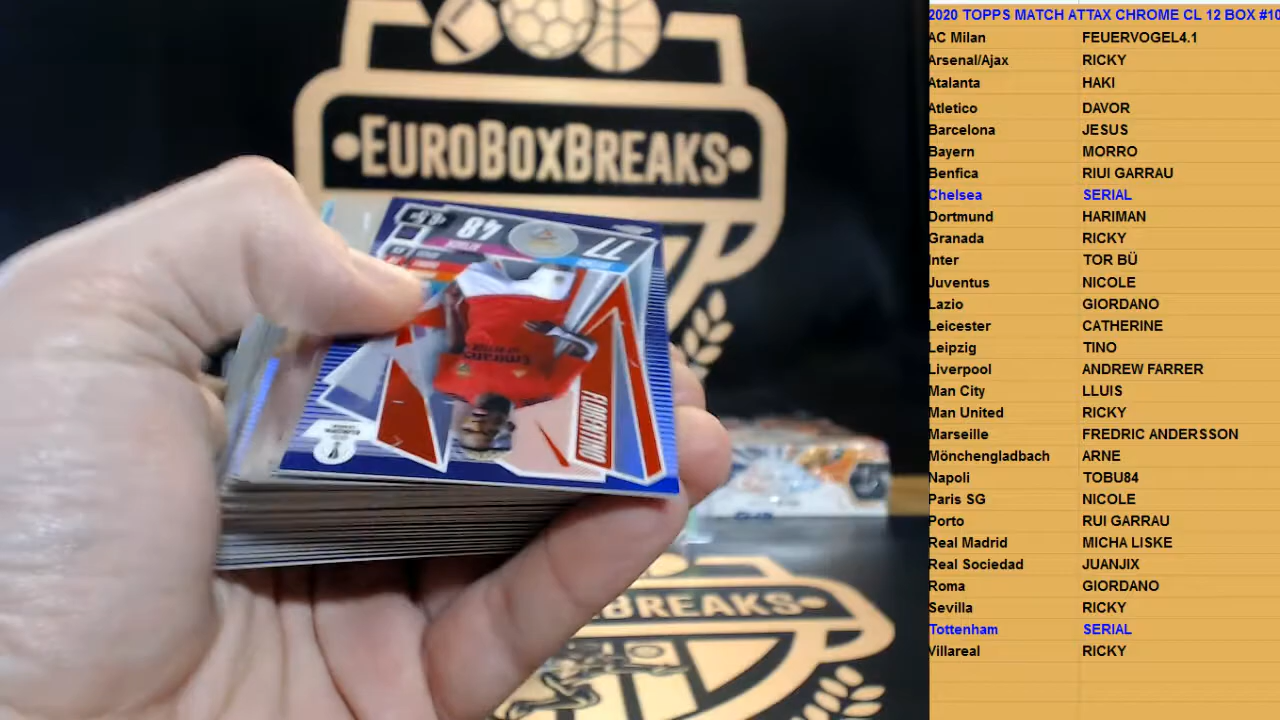 EUROBOXBREAKS
48
77
FLORENTINO
2020 TOPPS MATCH ATTAX CHROME CL 12 BOX #10
AC Milan FEUERVOGEL4.1
Arsenal/Ajax RICKY
Atalanta HAKI
Atletico DAVOR
Barcelona JESUS
Bayern MORRO
Benfica RIUI GARRAU
Chelsea SERIAL
Dortmund HARIMAN
Granada RICKY
Inter TOR BÜ
Juventus NICOLE
Lazio GIORDANO
Leicester CATHERINE
Leipzig TINO
Liverpool ANDREW FARRER
Man City LLUIS
Man United RICKY
Marseille FREDRIC ANDERSSON
Mönchengladbach ARNE
Napoli TOBU84
Paris SG NICOLE
Porto RUI GARRAU
Real Madrid MICHA LISKE
Real Sociedad JUANJIX
Roma GIORDANO
Sevilla RICKY
Tottenham SERIAL
Villareal RICKY